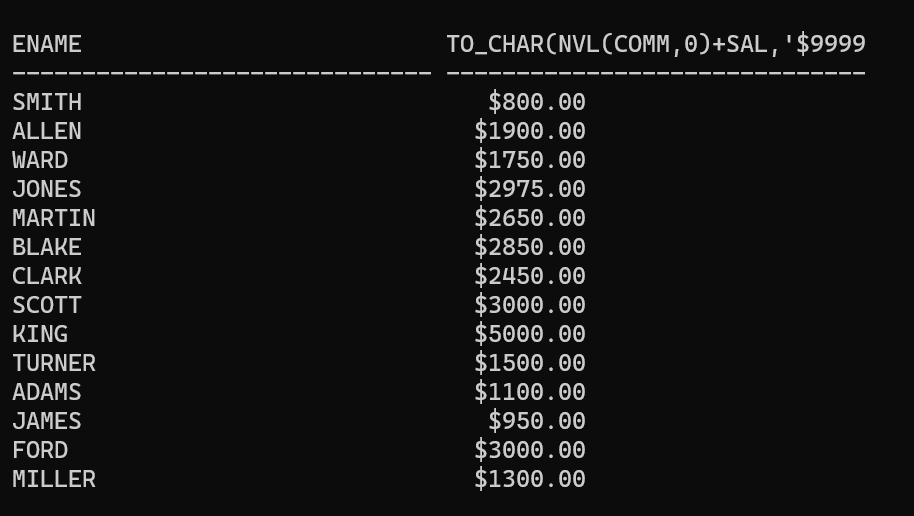 ENAME                          TO_CHAR(NVL(COMM,0)+SAL,'$9999
------------------------------ ------------------------------
SMITH                             $800.00
ALLEN                            $1900.00
WARD                             $1750.00
JONES                            $2975.00
MARTIN                           $2650.00
BLAKE                            $2850.00
CLARK                            $2450.00
SCOTT                            $3000.00
KING                             $5000.00
TURNER                           $1500.00
ADAMS                            $1100.00
JAMES                             $950.00
FORD                             $3000.00
MILLER                           $1300.00